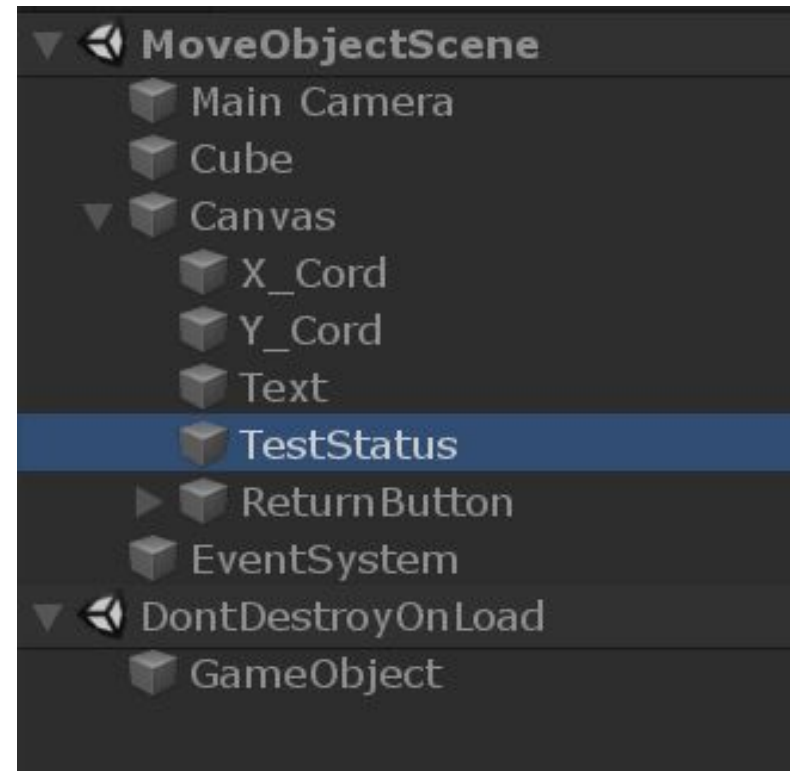 MoveObjectScene
Main Camera
Cube
Canvas
X_Cord
Y_Cord
Text
TestStatus
ReturnButton
EventSystem
DontDestroyOnLoad
GameObject